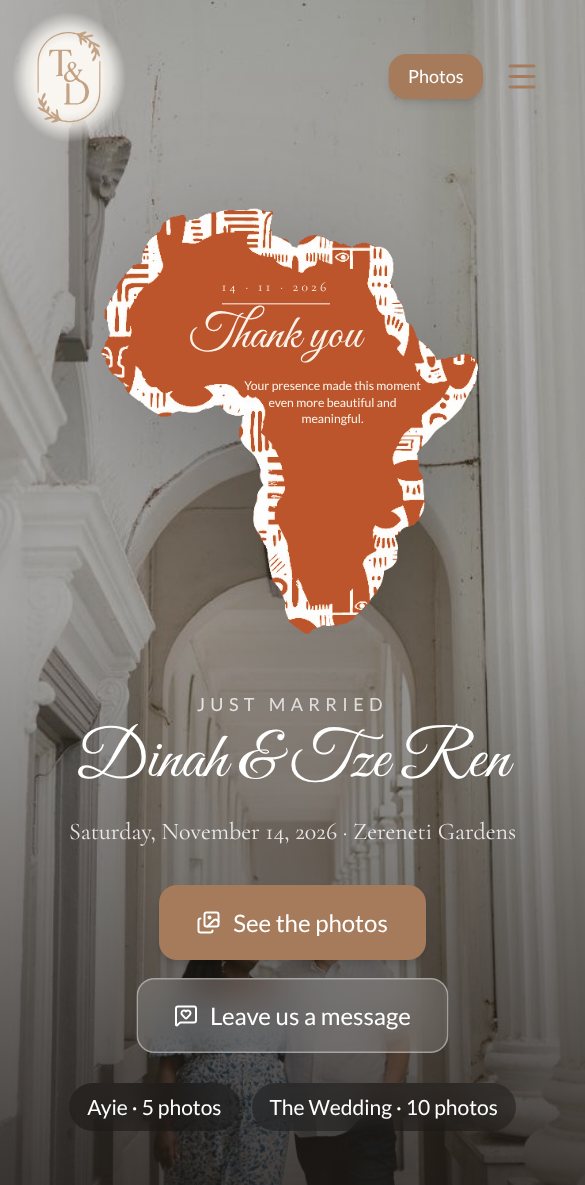 T&D
Photos
14 · 11 · 2026
Thank you
Your presence made this moment
even more beautiful and
meaningful.
JUST MARRIED
Dinah & Tze Ren
Saturday, November 14, 2026 · Zereneti Gardens
See the photos
Leave us a message
Ayie · 5 photos
The Wedding · 10 photos